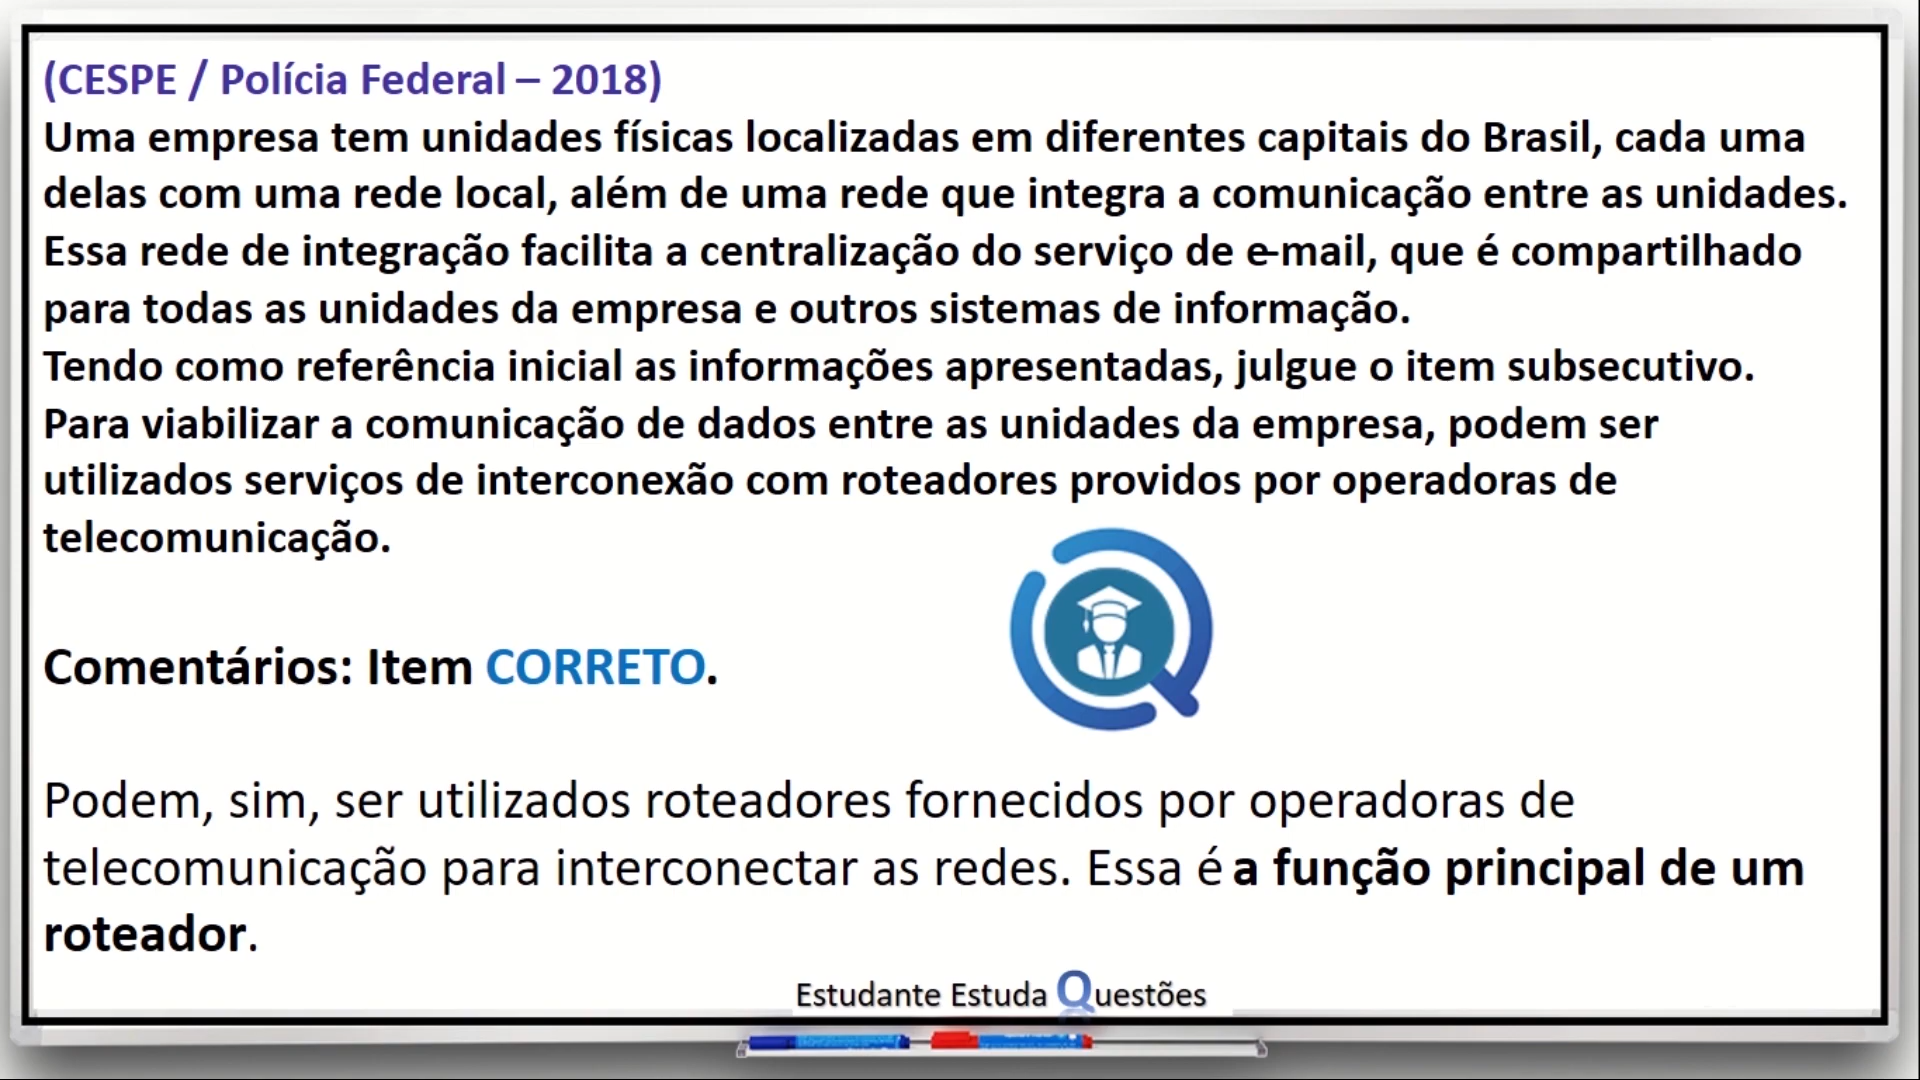 (CESPE / Polícia Federal – 2018)
Uma empresa tem unidades físicas localizadas em diferentes capitais do Brasil, cada uma
delas com uma rede local, além de uma rede que integra a comunicação entre as unidades.
Essa rede de integração facilita a centralização do serviço de e-mail, que é compartilhado
para todas as unidades da empresa e outros sistemas de informação.
Tendo como referência inicial as informações apresentadas, julgue o item subsecutivo.
Para viabilizar a comunicação de dados entre as unidades da empresa, podem ser
utilizados serviços de interconexão com roteadores providos por operadoras de
telecomunicação.
Comentários: Item CORRETO.
Podem, sim, ser utilizados roteadores fornecidos por operadoras de
telecomunicação para interconectar as redes. Essa é a função principal de um
roteador.
Estudante Estuda Questões